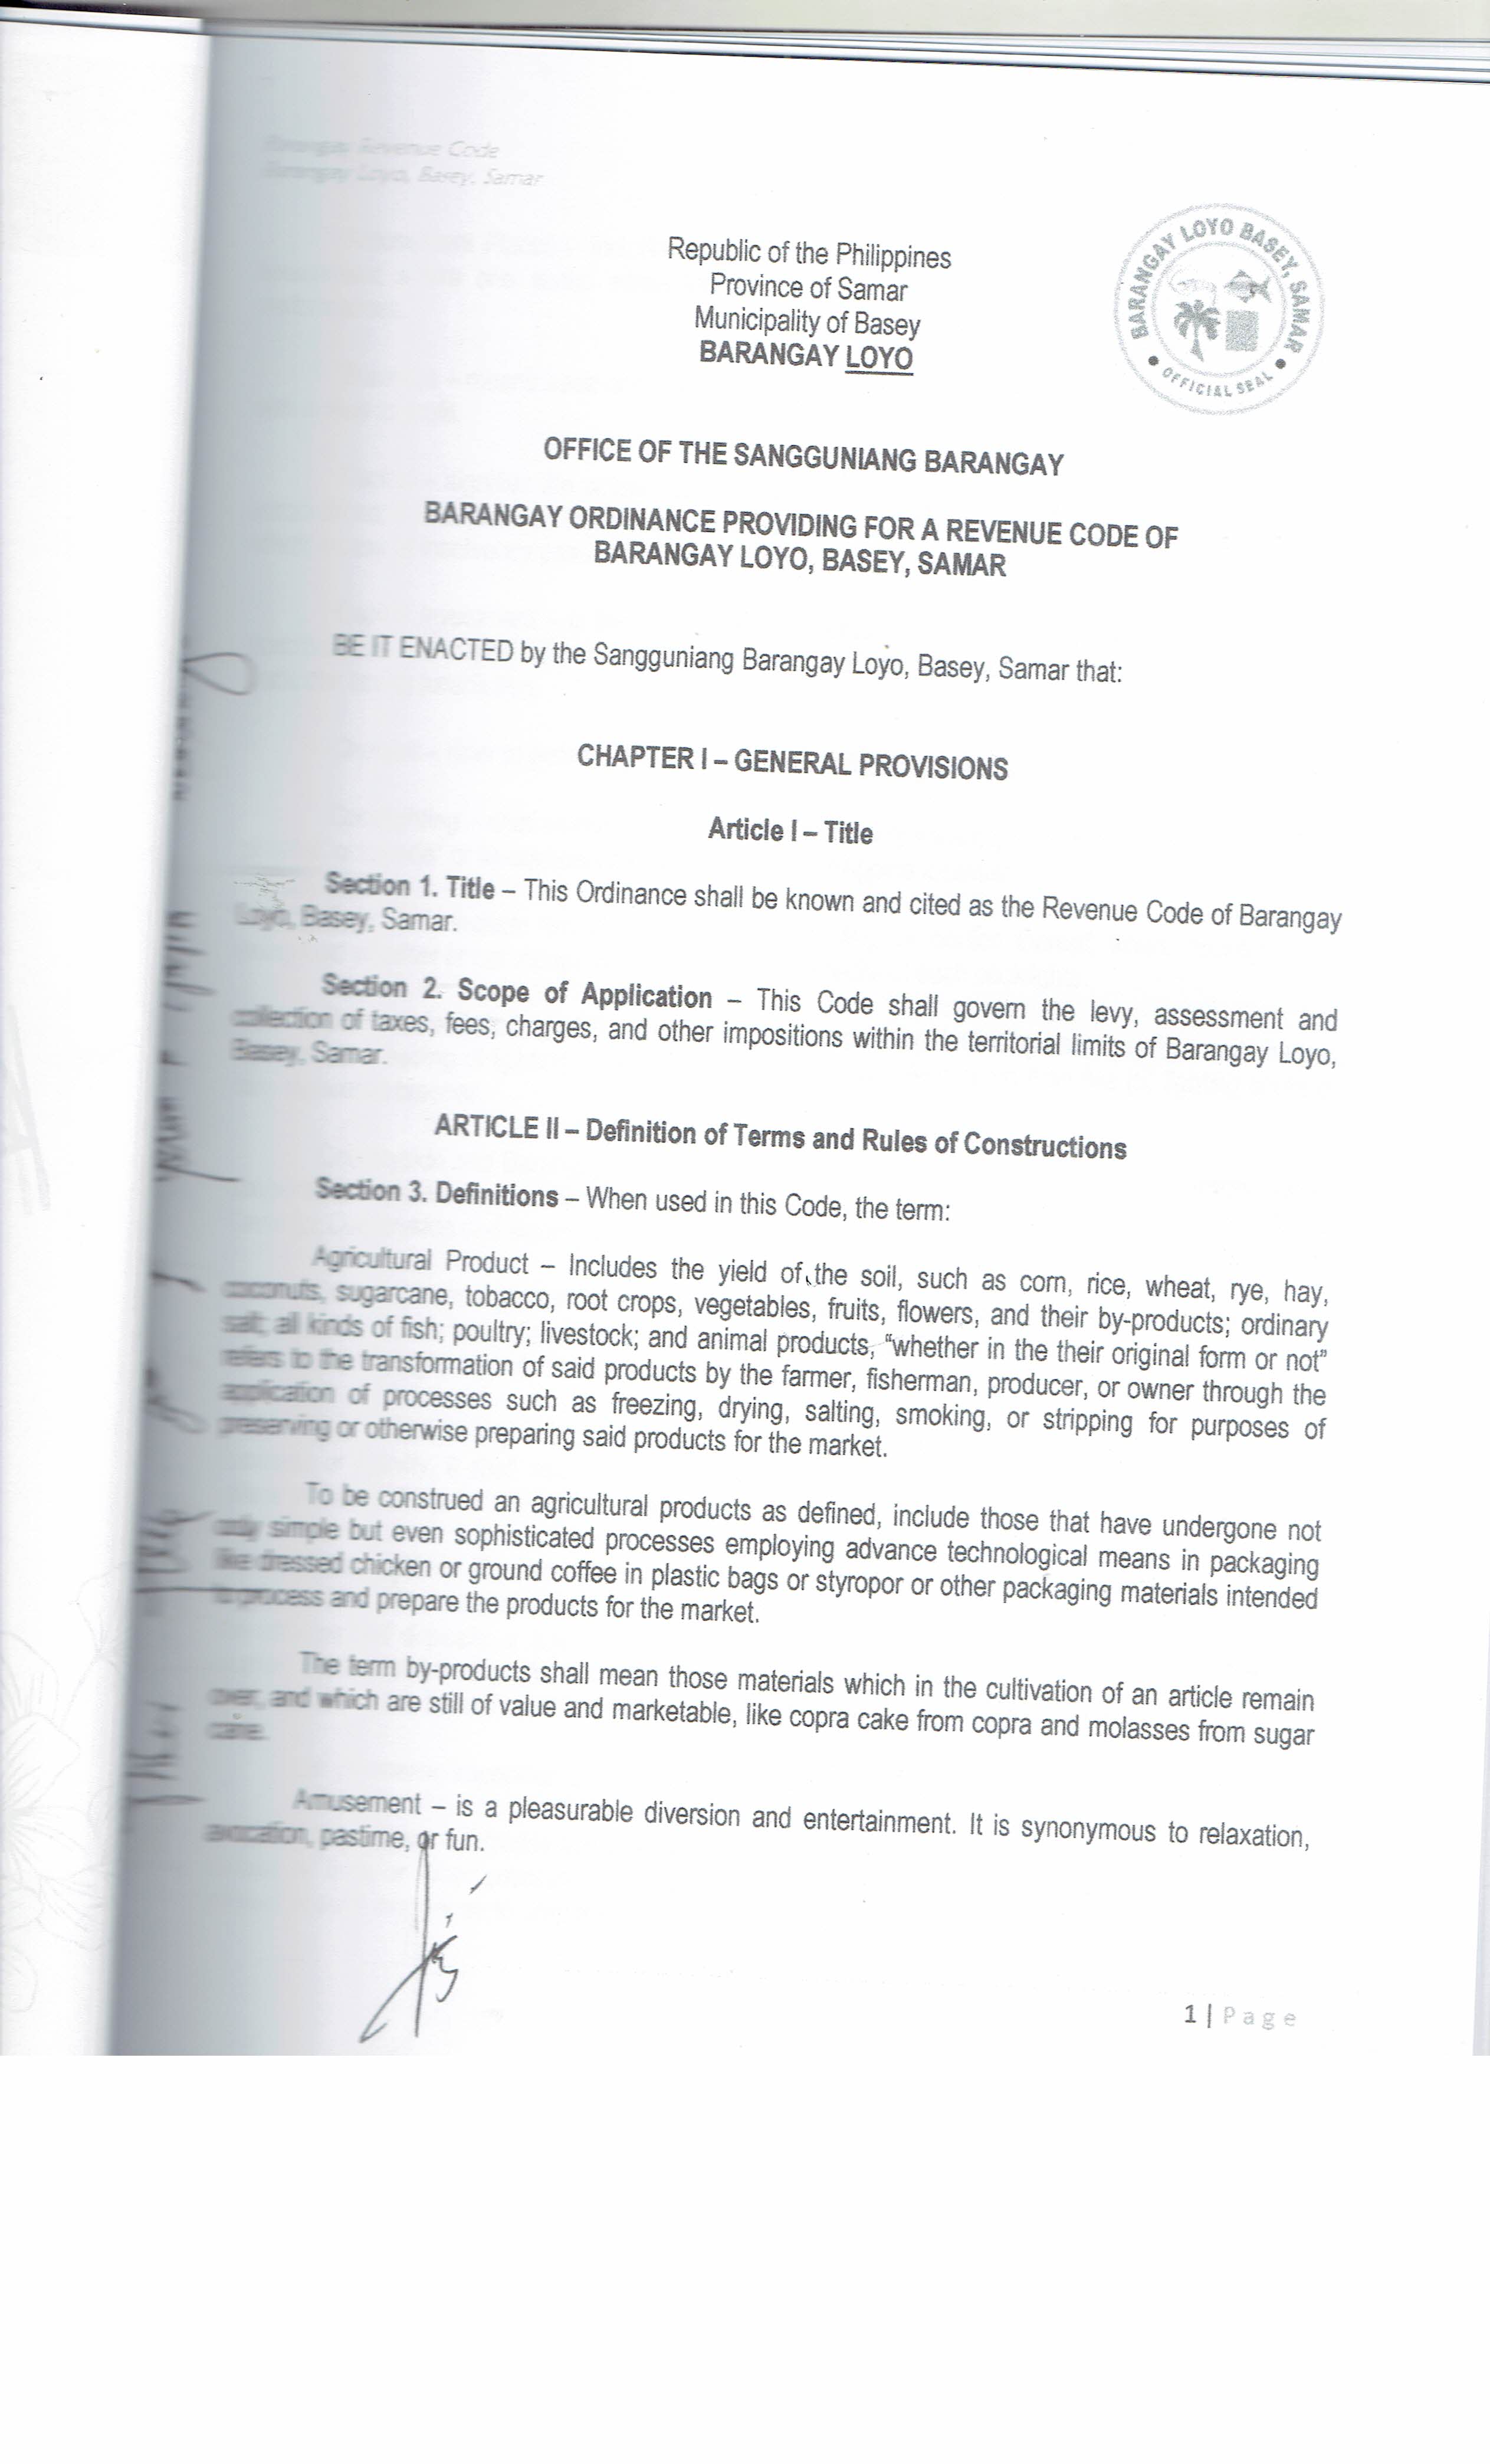 Barangay Revenue Code
Barangay Loyo, Basey, Samar
Republic of the Philippines
Province of Samar
Municipality of Basey
BARANGAY LOYO
BARANGAY LOYO BASEY, SAMAR
OFFICIAL SEAL
OFFICE OF THE SANGGUNIANG BARANGAY
BARANGAY ORDINANCE PROVIDING FOR A REVENUE CODE OF
BARANGAY LOYO, BASEY, SAMAR
BE IT ENACTED by the Sangguniang Barangay Loyo, Basey, Samar that:
CHAPTER I – GENERAL PROVISIONS
Article I – Title
Section 1. Title – This Ordinance shall be known and cited as the Revenue Code of Barangay
Loyo, Basey, Samar.
Section 2. Scope of Application – This Code shall govern the levy, assessment and
collection of taxes, fees, charges, and other impositions within the territorial limits of Barangay Loyo,
Basey, Samar.
ARTICLE II – Definition of Terms and Rules of Constructions
Section 3. Definitions – When used in this Code, the term:
Agricultural Product – Includes the yield of the soil, such as corn, rice, wheat, rye, hay,
coconuts, sugarcane, tobacco, root crops, vegetables, fruits, flowers, and their by-products; ordinary
salt; all kinds of fish; poultry; livestock; and animal products, “whether in the their original form or not”
refers to the transformation of said products by the farmer, fisherman, producer, or owner through the
application of processes such as freezing, drying, salting, smoking, or stripping for purposes of
preserving or otherwise preparing said products for the market.
To be construed an agricultural products as defined, include those that have undergone not
only simple but even sophisticated processes employing advance technological means in packaging
like dressed chicken or ground coffee in plastic bags or styropor or other packaging materials intended
to process and prepare the products for the market.
The term by-products shall mean those materials which in the cultivation of an article remain
over, and which are still of value and marketable, like copra cake from copra and molasses from sugar
cane.
Amusement – is a pleasurable diversion and entertainment. It is synonymous to relaxation,
avocation, pastime, or fun.
1 | Page